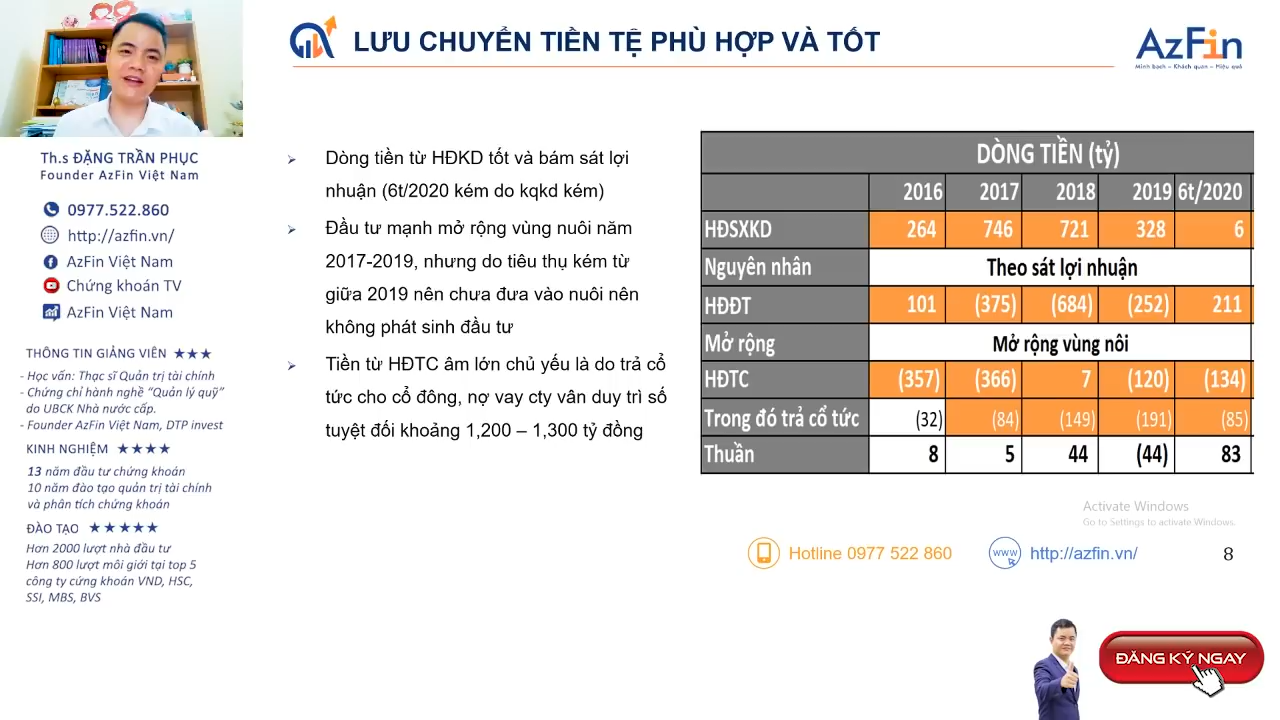 LƯU CHUYỂN TIỀN TỆ PHÙ HỢP VÀ TỐT
AzFin
Minh bạch – Khách quan – Hiệu quả
Th.s ĐẶNG TRẦN PHỤC
Founder AzFin Việt Nam
0977.522.860
http://azfin.vn/
AzFin Việt Nam
Chứng khoán TV
AzFin Việt Nam
THÔNG TIN GIẢNG VIÊN ★★★
- Học vấn: Thạc sĩ Quản trị tài chính
- Chứng chỉ hành nghề “Quản lý quỹ”
do UBCK Nhà nước cấp.
- Founder AzFin Việt Nam, DTP invest
KINH NGHIỆM ★★★★
13 năm đầu tư chứng khoán
10 năm đào tạo quản trị tài chính
và phân tích chứng khoán
ĐÀO TẠO ★★★★★
Hơn 2000 lượt nhà đầu tư
Hơn 800 lượt môi giới tại top 5
công ty cứng khoán VND, HSC,
SSI, MBS, BVS
Dòng tiền từ HĐKD tốt và bám sát lợi
nhuận (6t/2020 kém do kqkd kém)
Đầu tư mạnh mở rộng vùng nuôi năm
2017-2019, nhưng do tiêu thụ kém từ
giữa 2019 nên chưa đưa vào nuôi nên
không phát sinh đầu tư
Tiền từ HĐTC âm lớn chủ yếu là do trả cổ
tức cho cổ đông, nợ vay cty vân duy trì số
tuyệt đối khoảng 1,200 – 1,300 tỷ đồng
DÒNG TIỀN (tỷ)
2016 2017 2018 2019 6t/2020
HĐSXKD 264 746 721 328 6
Nguyên nhân Theo sát lợi nhuận
HĐĐT 101 (375) (684) (252) 211
Mở rộng Mở rộng vùng nôi
HĐTC (357) (366) 7 (120) (134)
Trong đó trả cổ tức (32) (84) (149) (191) (85)
Thuần 8 5 44 (44) 83
Activate Windows
Go to Settings to activate Windows.
Hotline 0977 522 860
www
http://azfin.vn/
8
ĐĂNG KÝ NGAY